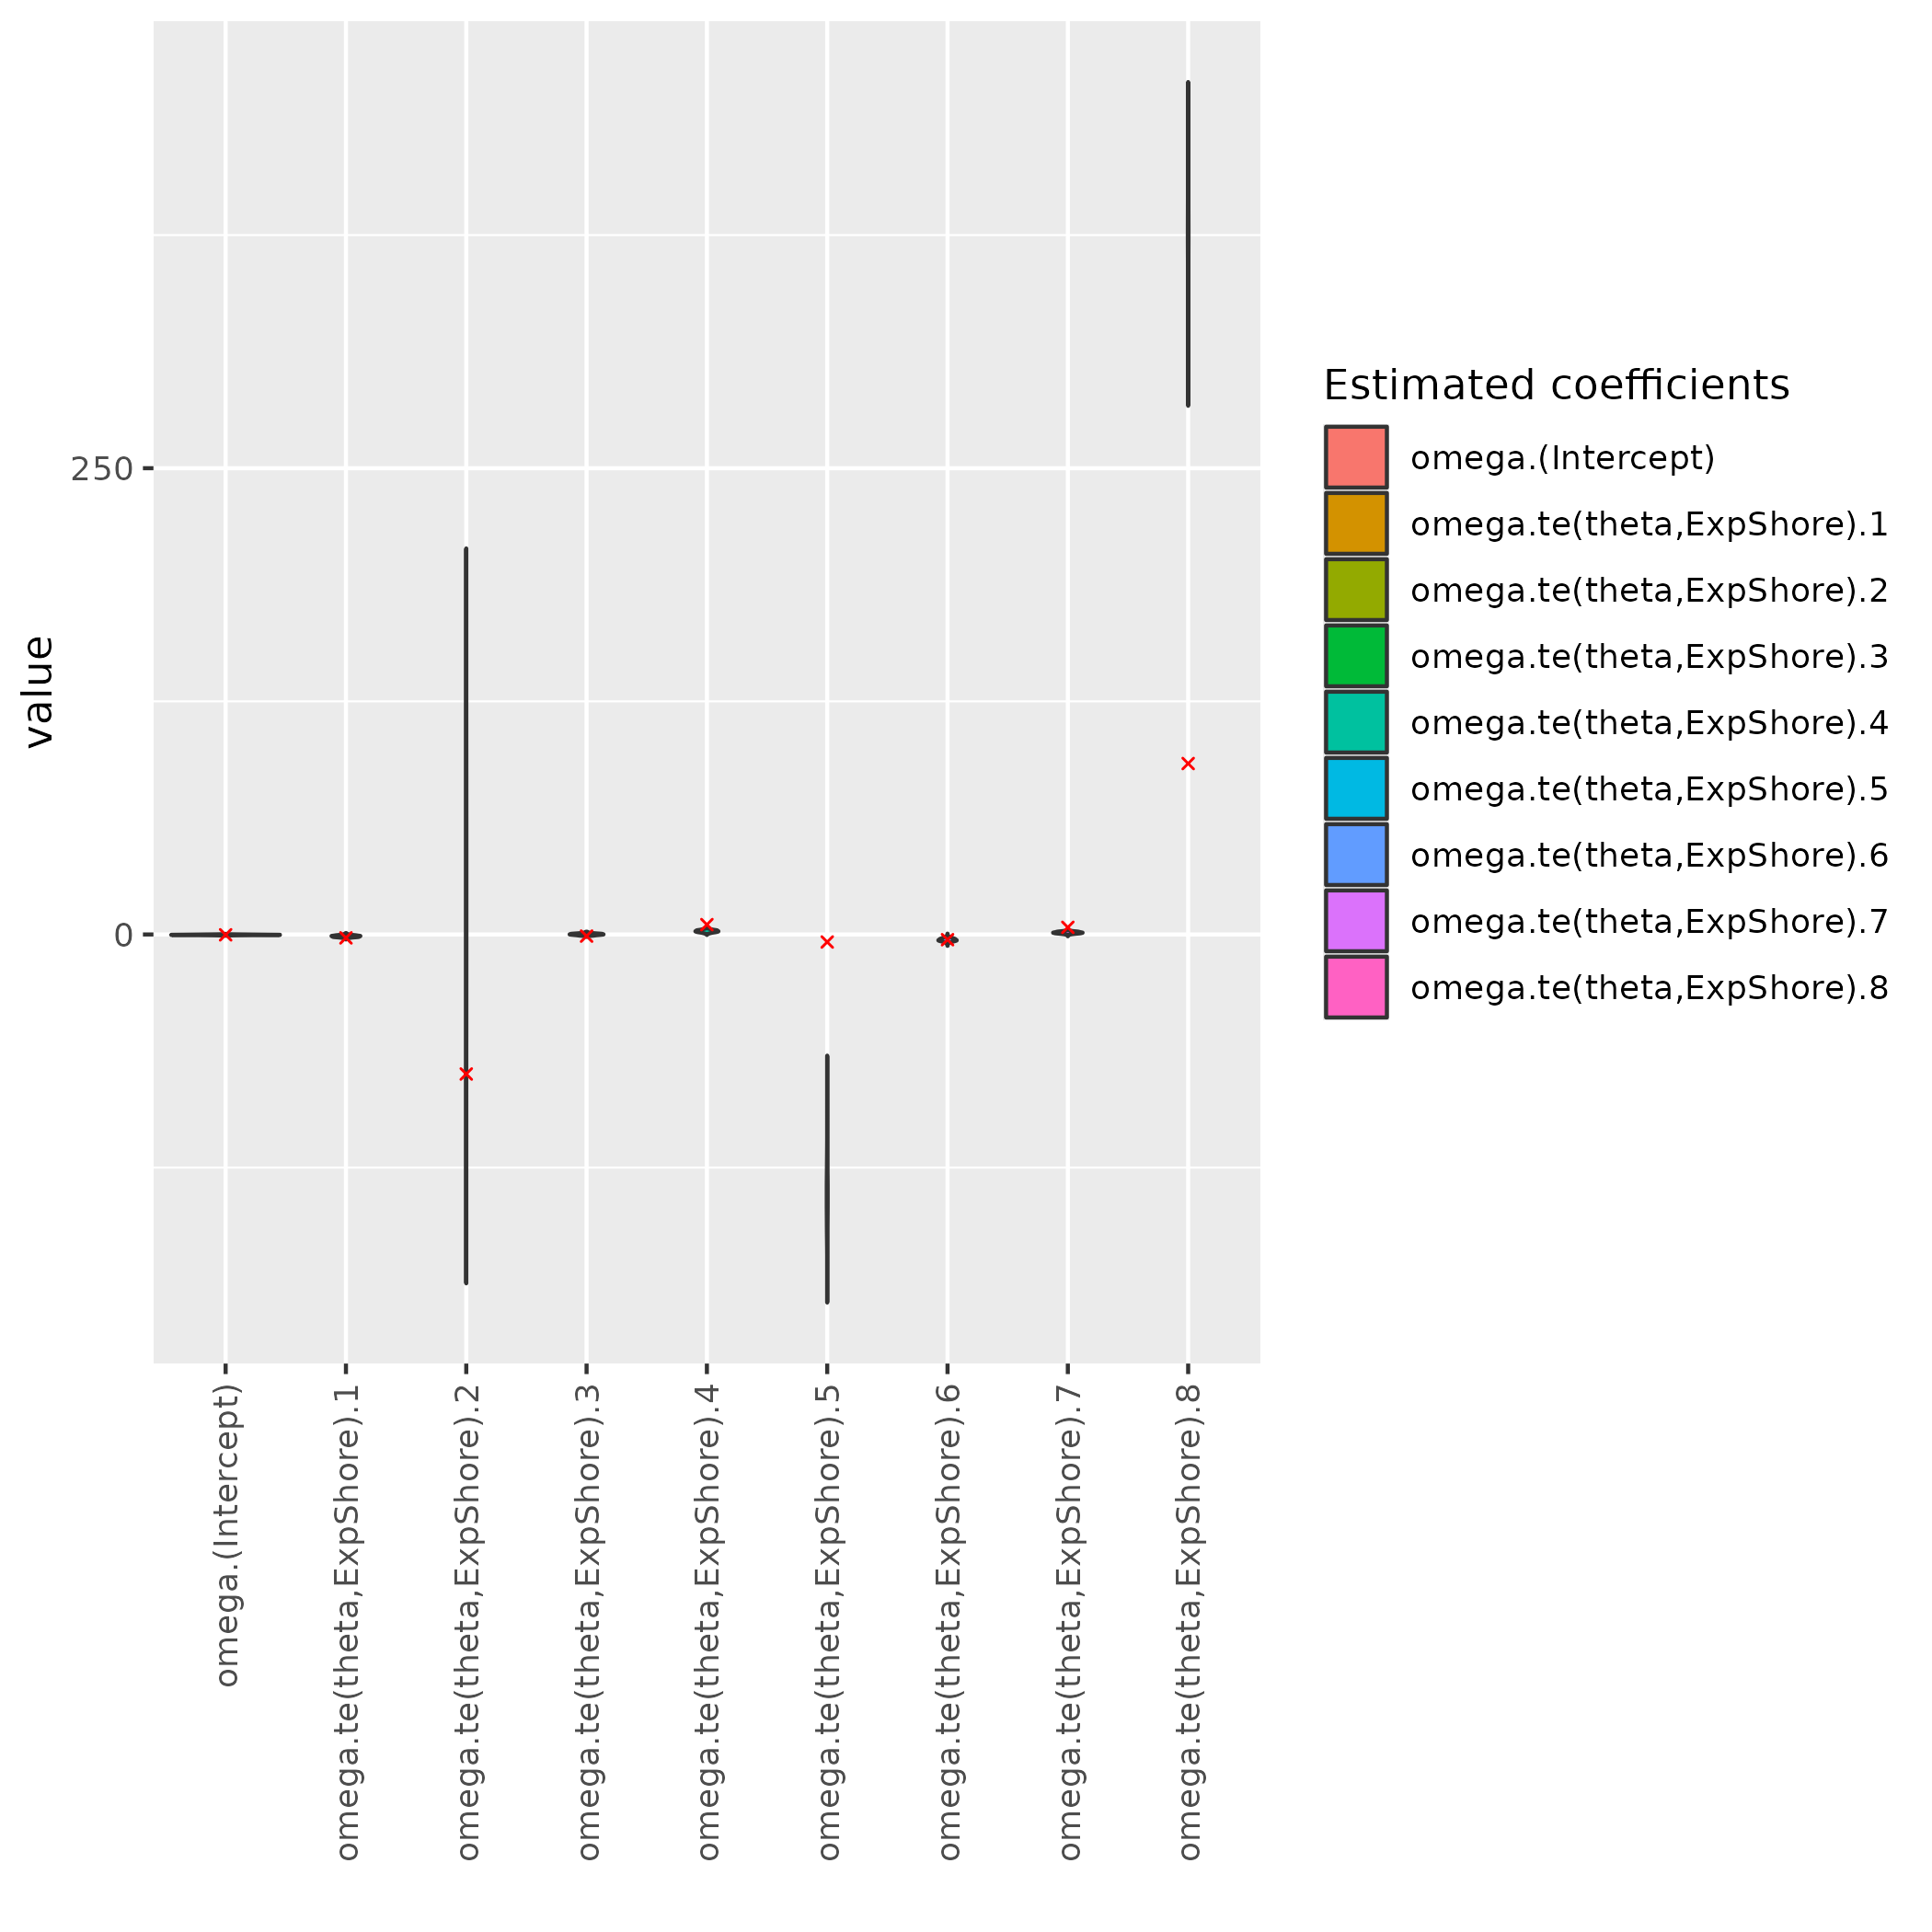 value
250
0
omega.(Intercept)
omega.te(theta,ExpShore).1
omega.te(theta,ExpShore).2
omega.te(theta,ExpShore).3
omega.te(theta,ExpShore).4
omega.te(theta,ExpShore).5
omega.te(theta,ExpShore).6
omega.te(theta,ExpShore).7
omega.te(theta,ExpShore).8
Estimated coefficients
omega.(Intercept)
omega.te(theta,ExpShore).1
omega.te(theta,ExpShore).2
omega.te(theta,ExpShore).3
omega.te(theta,ExpShore).4
omega.te(theta,ExpShore).5
omega.te(theta,ExpShore).6
omega.te(theta,ExpShore).7
omega.te(theta,ExpShore).8